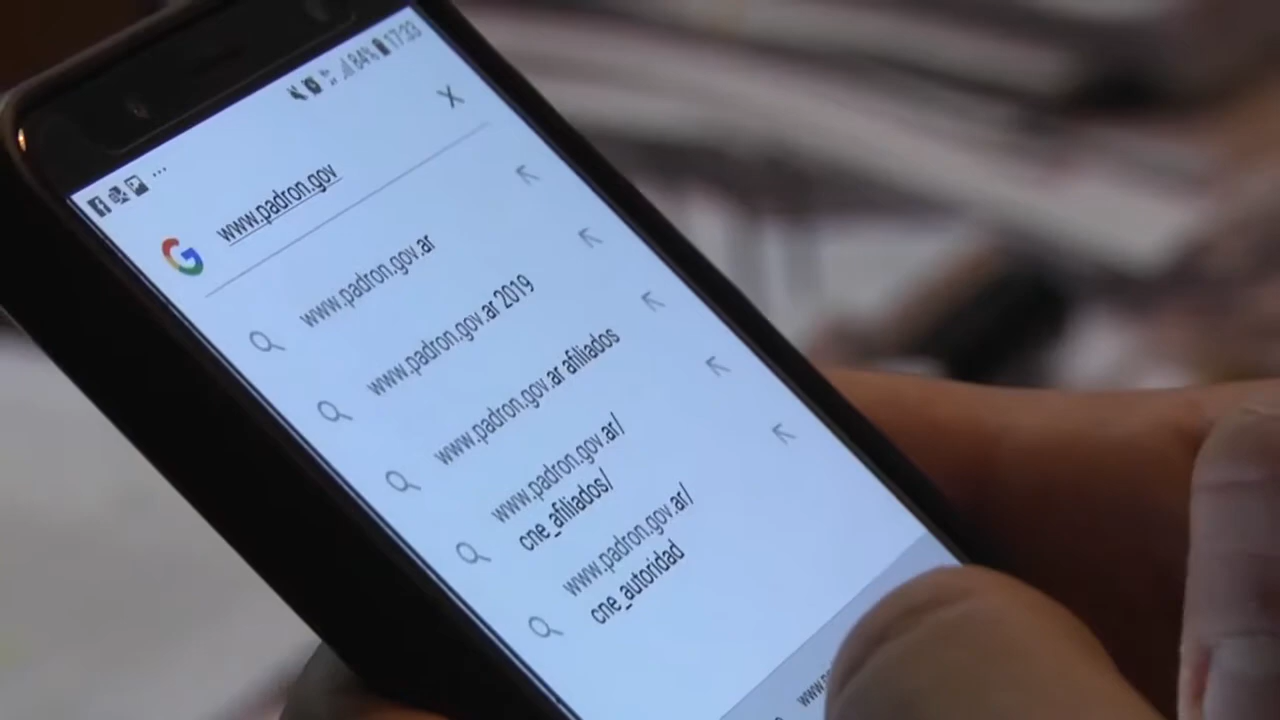 84% 17:33
www.padron.gov
www.padron.gov.ar
www.padron.gov.ar 2019
www.padron.gov.ar afiliados
www.padron.gov.ar/
cne_afiliados/
www.padron.gov.ar/
cne_autoridad